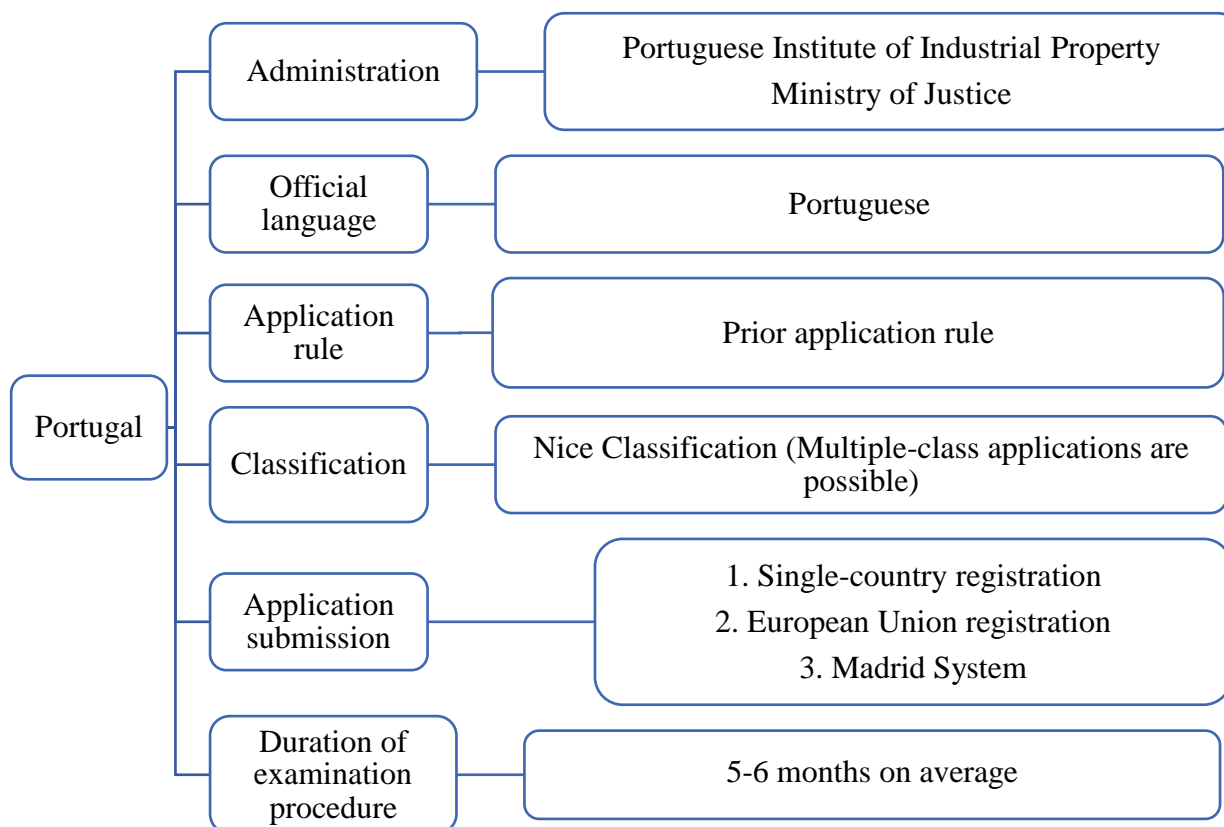 Portugal
Administration
Portuguese Institute of Industrial Property
Ministry of Justice
Official
language
Portuguese
Application
rule
Prior application rule
Classification
Nice Classification (Multiple-class applications are
possible)
Application
submission
1. Single-country registration
2. European Union registration
3. Madrid System
Duration of
examination
procedure
5-6 months on average